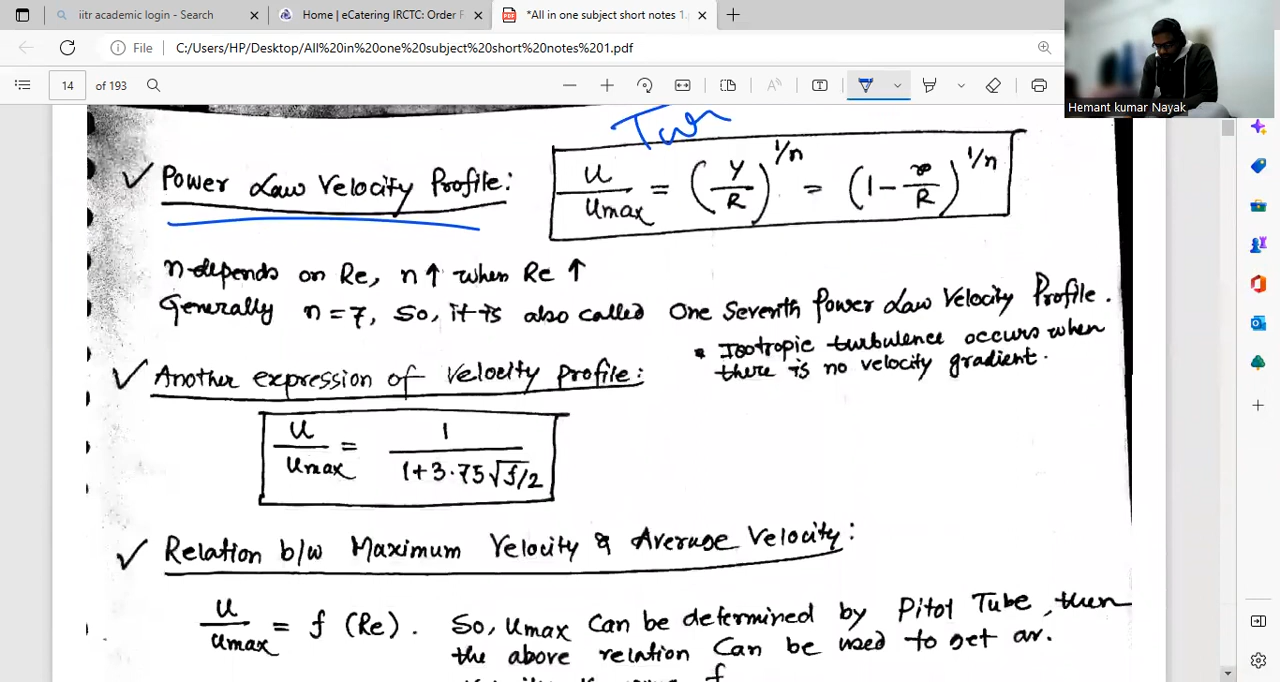 iitr academic login - Search
Home | eCatering IRCTC: Order F
*All in one subject short notes 1.p
File C:/Users/HP/Desktop/All%20in%20one%20subject%20short%20notes%201.pdf
14 of 193
Hemant kumar Nayak
✓ Power Law Velocity Profile: u/umax = (y/R)^1/n = (1 - r/R)^1/n
n depends on Re, n↑ when Re ↑
Generally n = 7, So, it is also called One Seventh Power Law Velocity Profile.
* Isotropic turbulence occurs when
there is no velocity gradient.
✓ Another expression of Velocity Profile:
u/umax = 1/(1+3.75√f/2)
✓ Relation b/w Maximum Velocity & Average Velocity:
u/umax = f (Re). So, umax can be determined by Pitot Tube, then
the above relation can be used to get av.